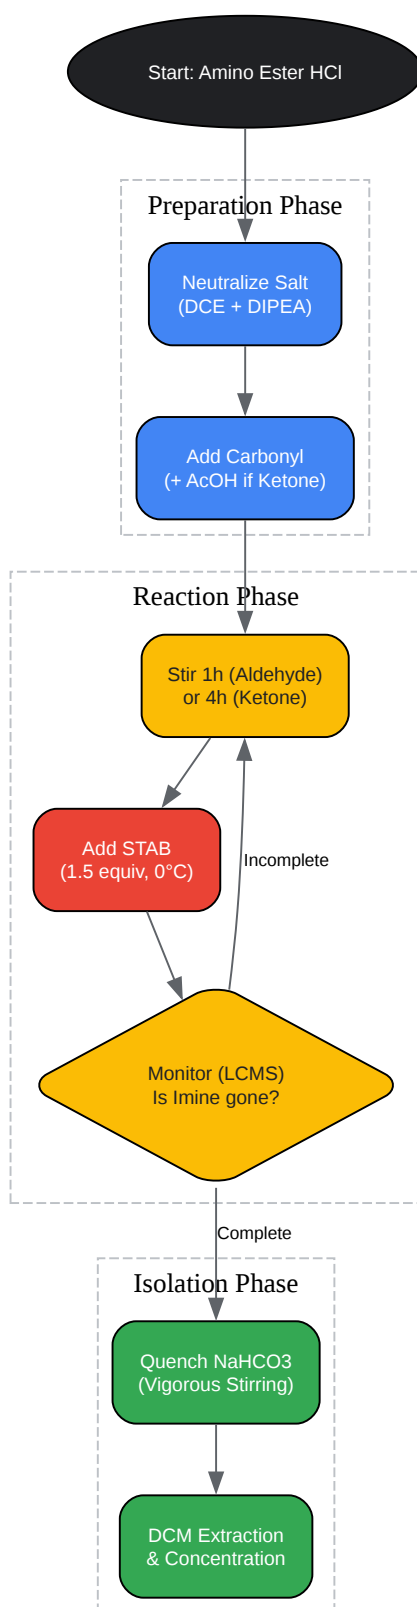 Start: Amino Ester HCl
Preparation Phase
Neutralize Salt
(DCE + DIPEA)
Add Carbonyl
(+ AcOH if Ketone)
Reaction Phase
Stir 1h (Aldehyde)
or 4h (Ketone)
Add STAB
(1.5 equiv, 0°C)
Incomplete
Monitor (LCMS)
Is Imine gone?
Complete
Isolation Phase
Quench NaHCO3
(Vigorous Stirring)
DCM Extraction
& Concentration